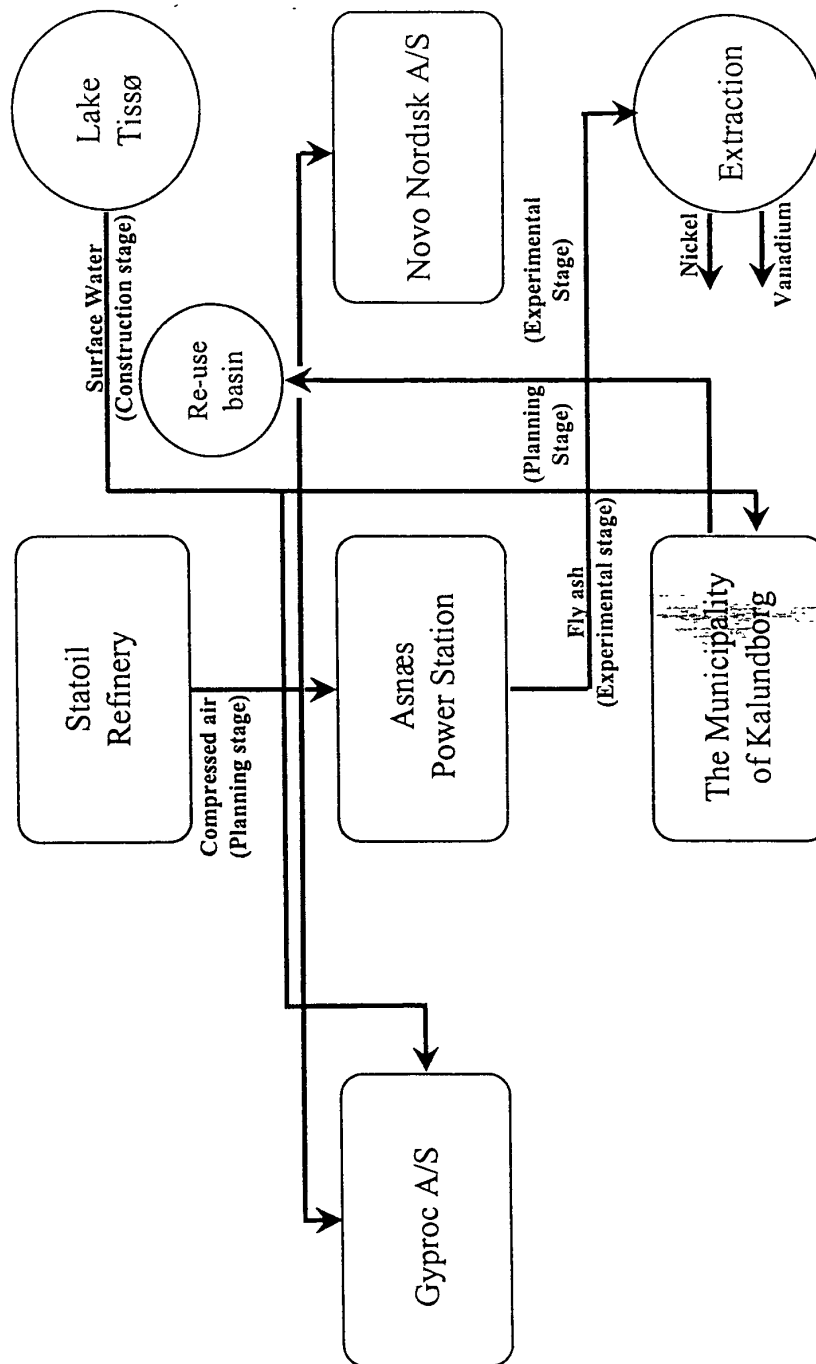 Lake
Tissø
Surface Water
(Construction stage)
Re-use
basin
Novo Nordisk A/S
(Experimental
Stage)
Extraction
Nickel
Vanadium
Statoil
Refinery
Compressed air
(Planning stage)
Asnæs
Power Station
(Planning
Stage)
Fly ash
(Experimental stage)
The Municipality
of Kalundborg
Gyproc A/S